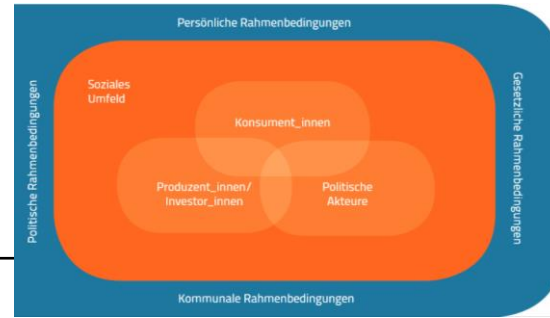 Persönliche Rahmenbedingungen
Politische Rahmenbedingungen
Soziales
Umfeld
Konsument_innen
Produzent_innen/
Investor_innen
Politische
Akteure
Gesetzliche Rahmenbedingungen
Kommunale Rahmenbedingungen